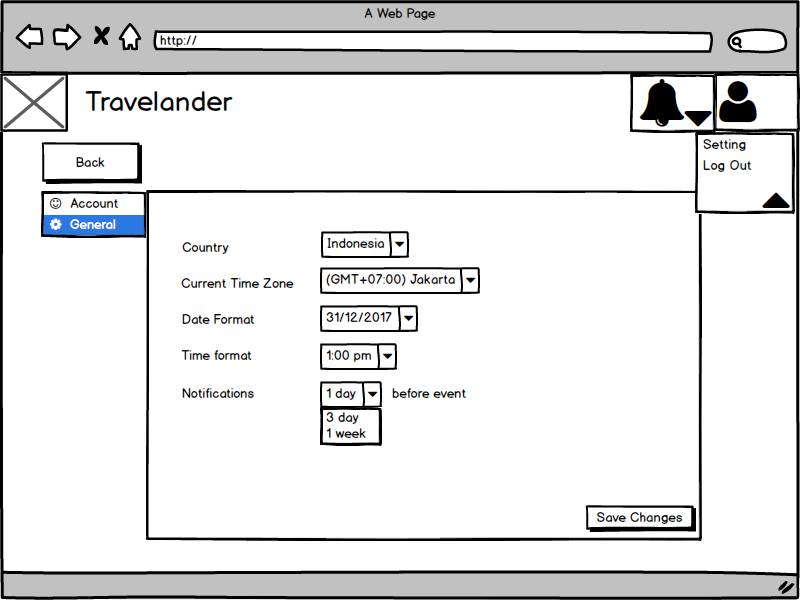 A Web Page
http://
Travelander
Setting
Log Out
Back
Account
General
Country
Indonesia
Current Time Zone
(GMT+07:00) Jakarta
Date Format
31/12/2017
Time format
1:00 pm
Notifications
1 day
before event
3 day
1 week
Save Changes